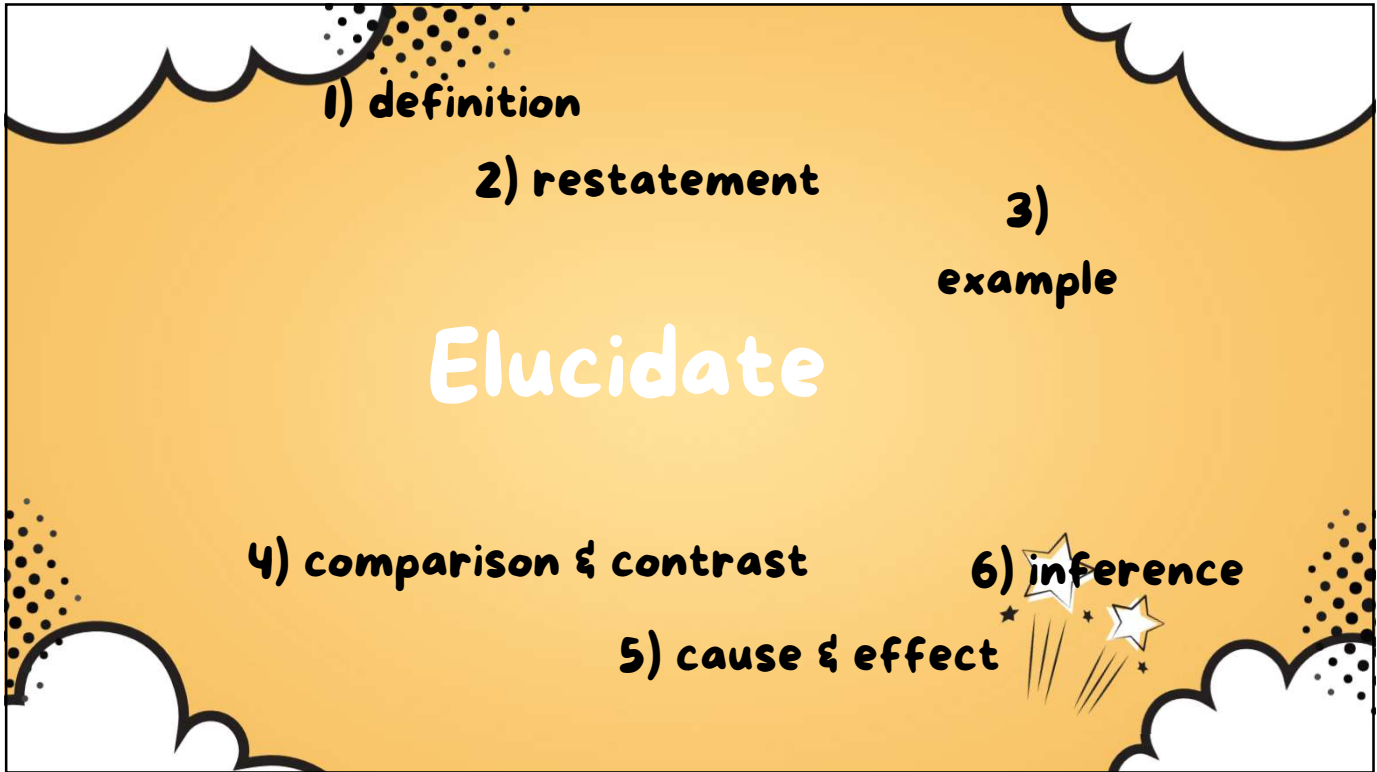 1) definition
2) restatement
3)
example
Elucidate
4) comparison & contrast
6) inference
5) cause & effect